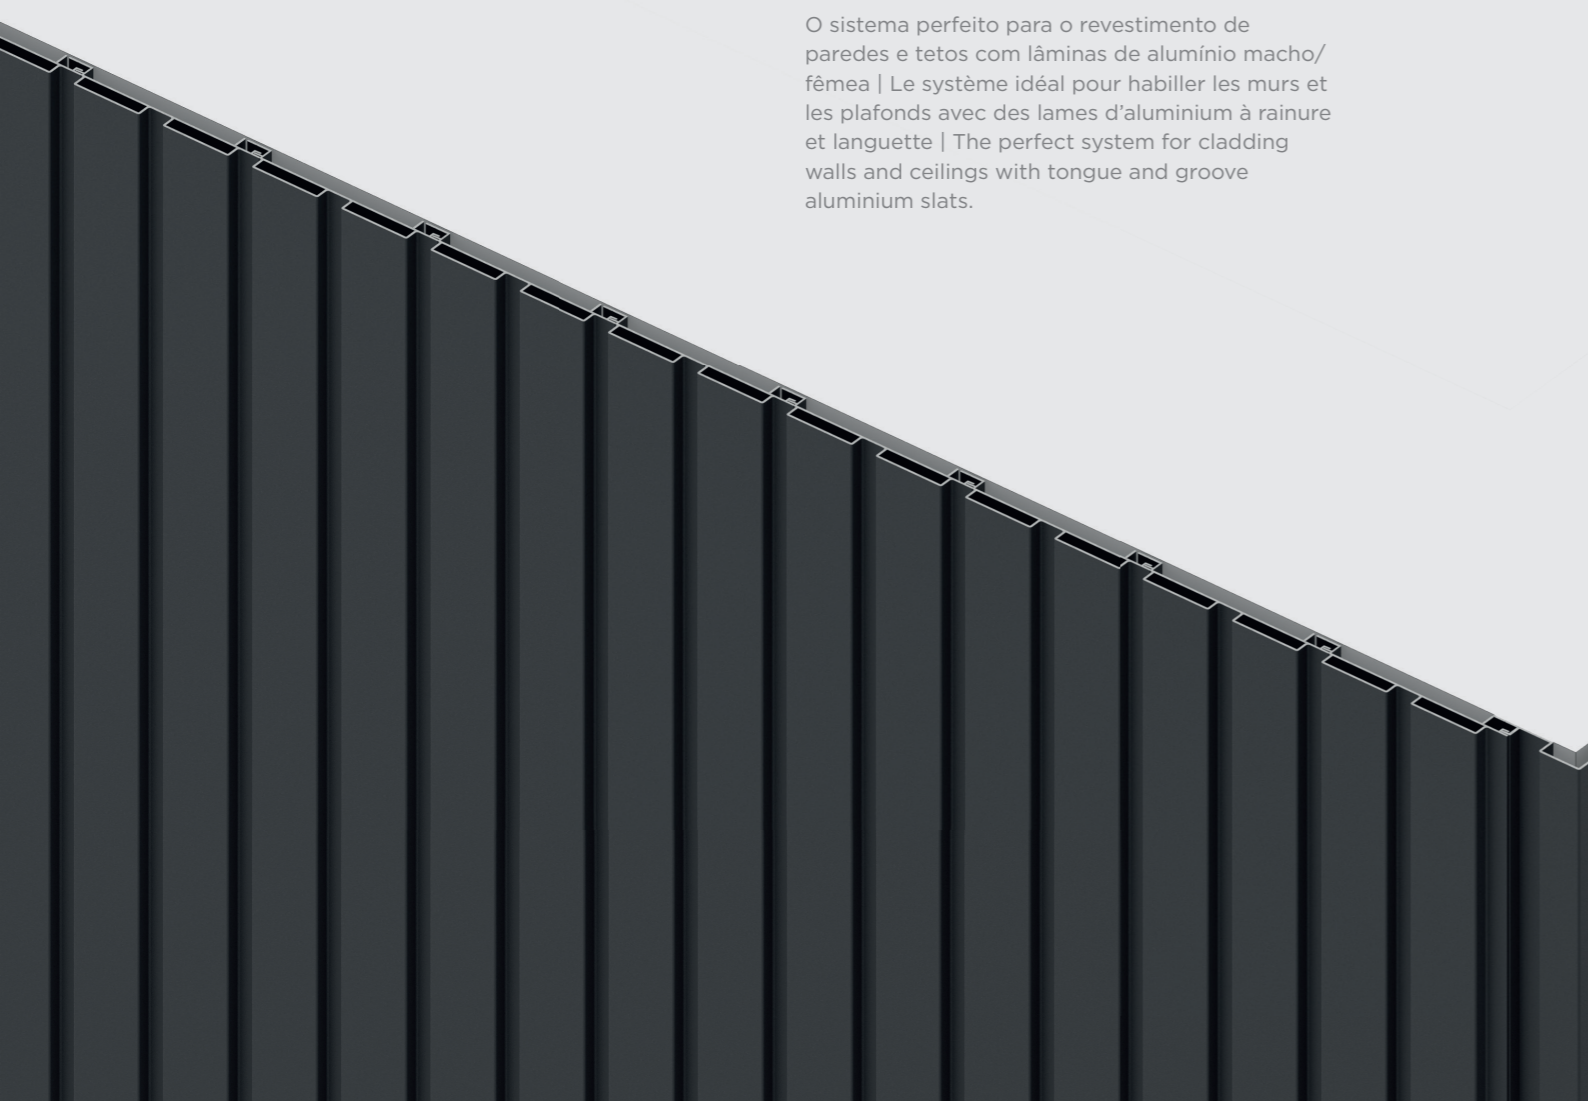 O sistema perfeito para o revestimento de
paredes e tetos com lâminas de alumínio macho/
fêmea | Le système idéal pour habiller les murs et
les plafonds avec des lames d’aluminium à rainure
et languette | The perfect system for cladding
walls and ceilings with tongue and groove
aluminium slats.